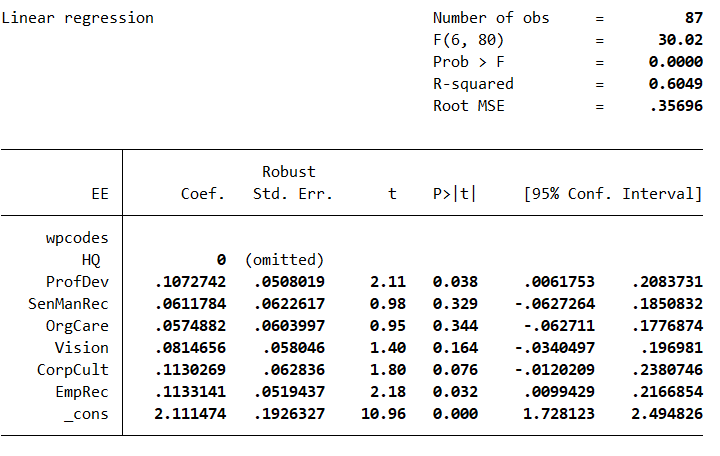 Linear regression Number of obs = 87
F(6, 80) = 30.02
Prob > F = 0.0000
R-squared = 0.6049
Root MSE = .35696
Robust
EE Coef. Std. Err. t P>|t| [95% Conf. Interval]
wpcodes
HQ 0 (omitted)
ProfDev .1072742 .0508019 2.11 0.038 .0061753 .2083731
SenManRec .0611784 .0622617 0.98 0.329 -.0627264 .1850832
OrgCare .0574882 .0603997 0.95 0.344 -.062711 .1776874
Vision .0814656 .058046 1.40 0.164 -.0340497 .196981
CorpCult .1130269 .062836 1.80 0.076 -.0120209 .2380746
EmpRec .1133141 .0519437 2.18 0.032 .0099429 .2166854
_cons 2.111474 .1926327 10.96 0.000 1.728123 2.494826